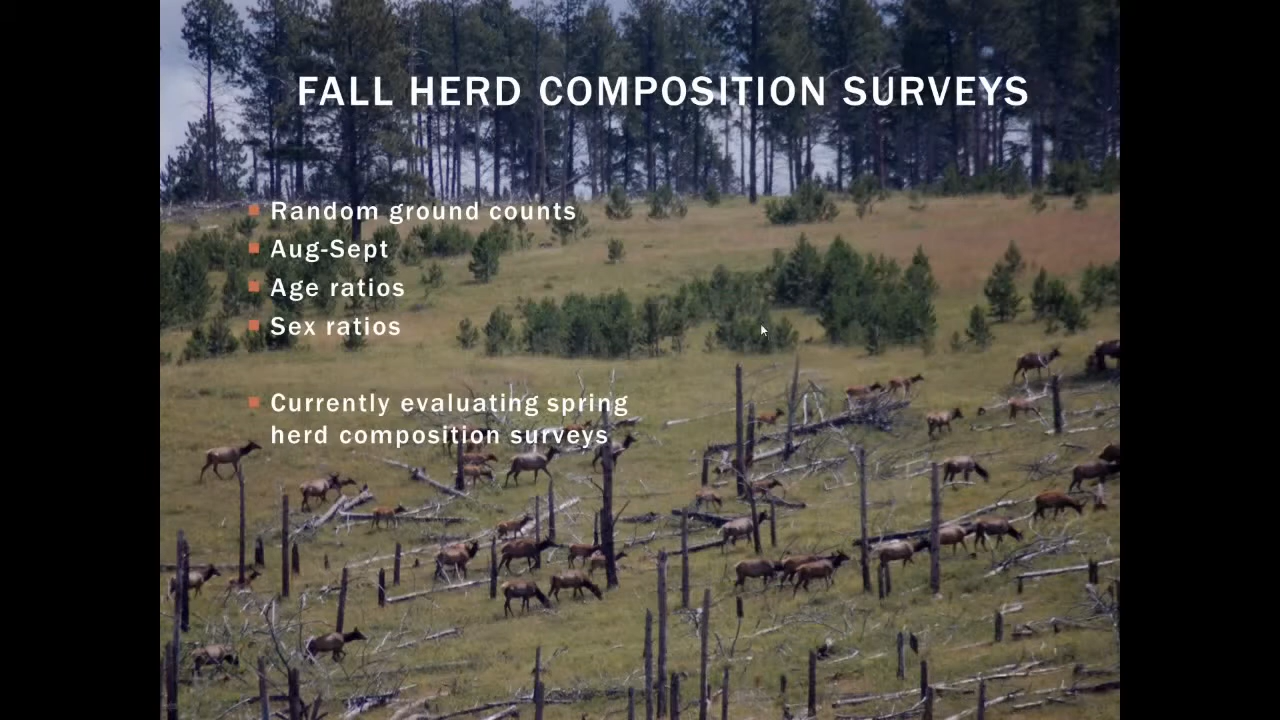 FALL HERD COMPOSITION SURVEYS
Random ground counts
Aug-Sept
Age ratios
Sex ratios
Currently evaluating spring
herd composition surveys